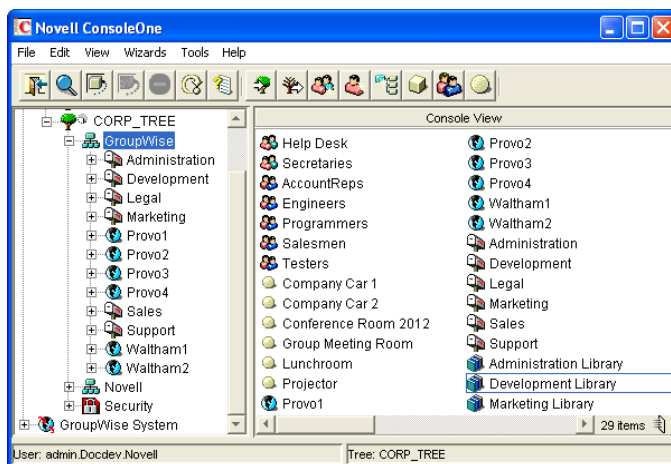 Novell ConsoleOne
File Edit View Wizards Tools Help
CORP_TREE
GroupWise
Administration
Development
Legal
Marketing
Provo1
Provo2
Provo3
Provo4
Sales
Support
Waltham1
Waltham2
Novell
Security
GroupWise System
Console View
Help Desk
Secretaries
AccountReps
Engineers
Programmers
Salesmen
Testers
Company Car 1
Company Car 2
Conference Room 2012
Group Meeting Room
Lunchroom
Projector
Provo1
Provo2
Provo3
Provo4
Waltham1
Waltham2
Administration
Development
Legal
Marketing
Sales
Support
Administration Library
Development Library
Marketing Library
29 items
User: admin.Docdev.Novell
Tree: CORP_TREE